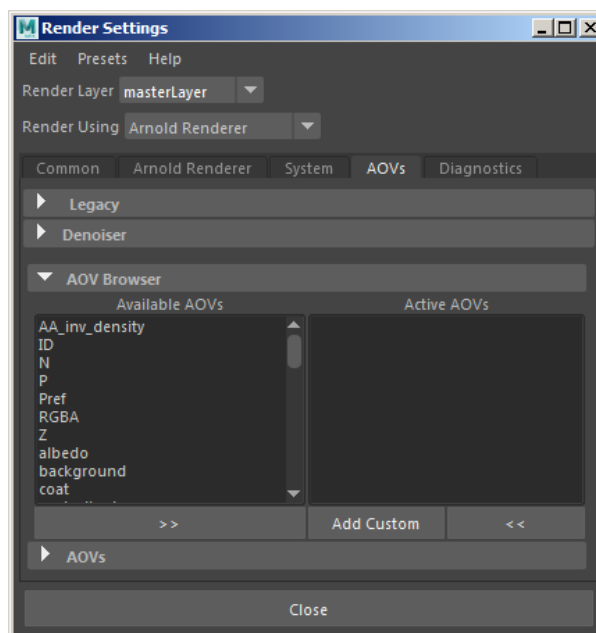 Render Settings
Edit Presets Help
Render Layer masterLayer
Render Using Arnold Renderer
Common Arnold Renderer System AOVs Diagnostics
Legacy
Denoiser
AOV Browser
Available AOVs Active AOVs
AA_inv_density
ID
N
P
Pref
RGBA
Z
albedo
background
coat
>> Add Custom <<
AOVs
Close